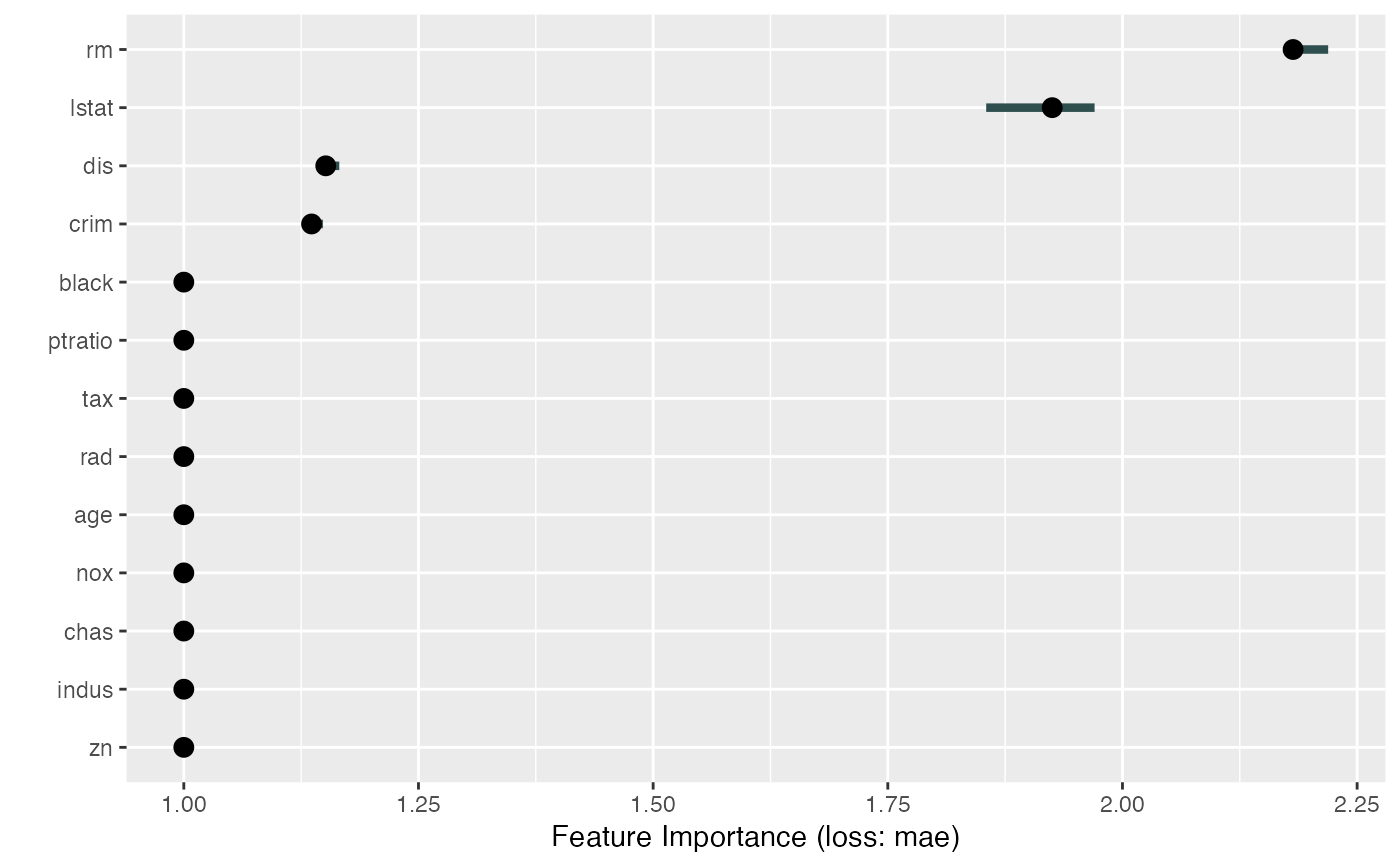 rm
lstat
dis
crim
black
ptratio
tax
rad
age
nox
chas
indus
zn
1.00 1.25 1.50 1.75 2.00 2.25
Feature Importance (loss: mae)